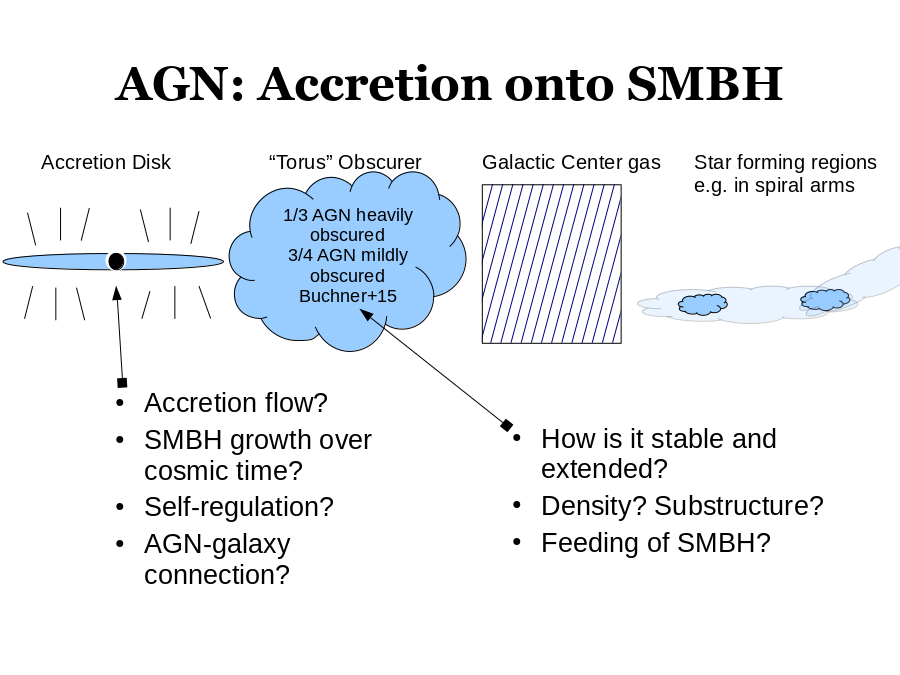 AGN: Accretion onto SMBH
Accretion Disk
“Torus” Obscurer
Galactic Center gas
Star forming regions
e.g. in spiral arms
1/3 AGN heavily
obscured
3/4 AGN mildly
obscured
Buchner+15
• Accretion flow?
• SMBH growth over
cosmic time?
• Self-regulation?
• AGN-galaxy
connection?
• How is it stable and
extended?
• Density? Substructure?
• Feeding of SMBH?